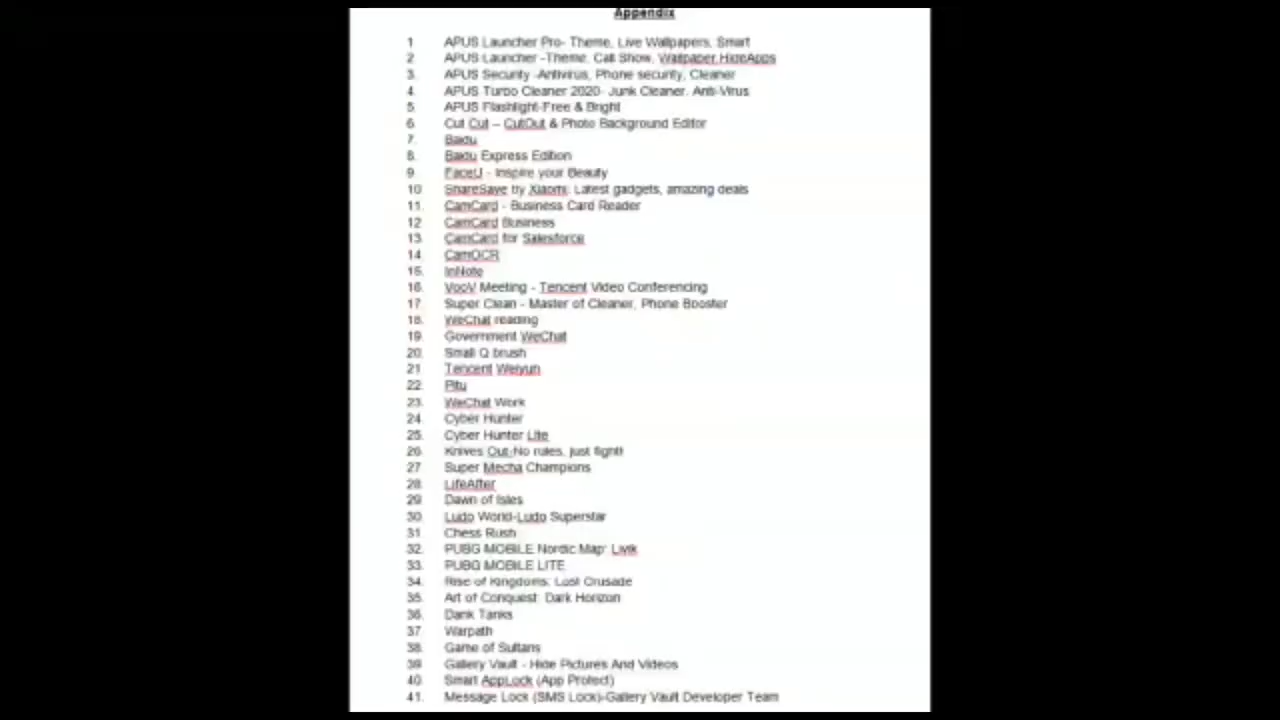 Appendix
1 APUS Launcher Pro- Theme, Live Wallpapers, Smart
2 APUS Launcher -Theme, Call Show, Wallpaper HideApps
3. APUS Security -Antivirus, Phone security, Cleaner
4. APUS Turbo Cleaner 2020- Junk Cleaner, Anti-Virus
5. APUS Flashlight-Free & Bright
6. Cut Cut – CutOut & Photo Background Editor
7. Baidu
8. Baidu Express Edition
9. FaceU - Inspire your Beauty
10 ShareSave by Xiaomi: Latest gadgets, amazing deals
11. CamCard - Business Card Reader
12 CamCard Business
13. CamCard for Salesforce
14. CamOCR
15. InNote
16. VooV Meeting - Tencent Video Conferencing
17. Super Clean - Master of Cleaner, Phone Booster
18. WeChat reading
19. Government WeChat
20. Small Q brush
21 Tencent Weiyun
22. Pitu
23. WeChat Work
24. Cyber Hunter
25. Cyber Hunter Lite
26. Knives Out-No rules, just fight!
27 Super Mecha Champions
28. LifeAfter
29. Dawn of Isles
30. Ludo World-Ludo Superstar
31 Chess Rush
32. PUBG MOBILE Nordic Map: Livik
33. PUBG MOBILE LITE
34. Rise of Kingdoms: Lost Crusade
35. Art of Conquest: Dark Horizon
36. Dank Tanks
37 Warpath
38. Game of Sultans
39 Gallery Vault - Hide Pictures And Videos
40. Smart AppLock (App Protect)
41. Message Lock (SMS Lock)-Gallery Vault Developer Team